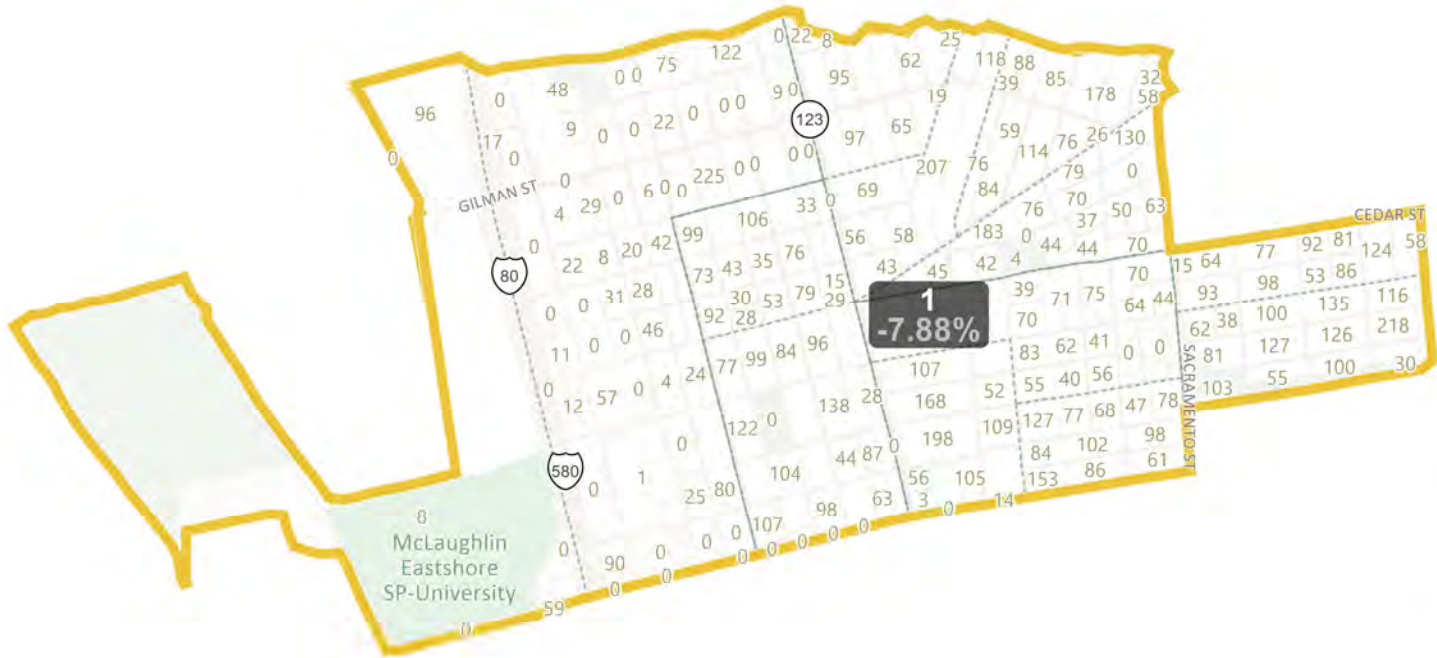 0 22 8 25
75 122 62 118 88
0 0 95 39 85 32
48 178 58
0 9 0 19
96 0 0 22 0 0 0 123 65 59 26 130
9 97 114 76
17 0 0 0
0 0 225 0 0 207 76 79 0
0 6 0 0 69 84
GILMAN ST 76 70 50 63
4 29 0 106 33 0 37 CEDAR ST
0 42 99 56 58 183 0 44 44 70 77 92 81 124 58
22 8 20 73 43 35 76 43 45 42 4 70 15 64
80 98 53 86
0 0 31 28 30 53 79 15 39 71 75 64 44 93
92 28 29 1 116
0 0 46 70 62 38 100 135
-7.88%
11 77 99 84 96 83 62 41 0 0 81 127 126 218
0 24 107
12 57 0 4 55 40 56 103 55 100 30
138 28 168 52 SACRAMENTO ST
122 0 127 77 68 47 78
0 198 109
0 44 87 84 102 98
580
0 1 104 56 105 153 86 61
25 80 63 3
8 107 98 0 14
McLaughlin
Eastshore
SP-University
0 90 0 0 0 0 0 0 0 0
0 0
59
0